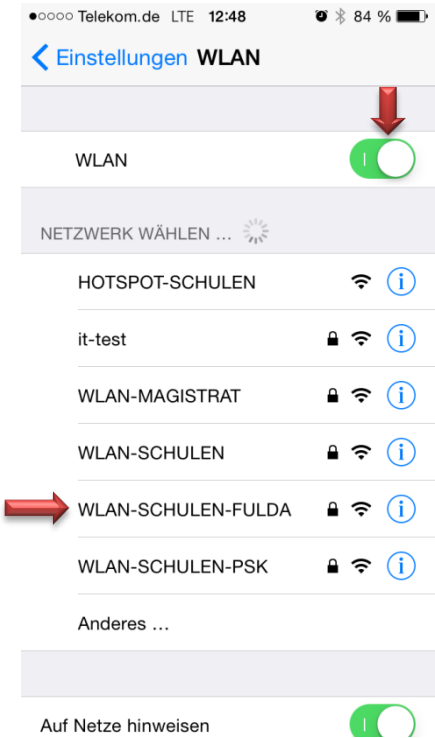 Telekom.de LTE 12:48 84 %
Einstellungen WLAN
WLAN
NETZWERK WÄHLEN ...
HOTSPOT-SCHULEN
it-test
WLAN-MAGISTRAT
WLAN-SCHULEN
WLAN-SCHULEN-FULDA
WLAN-SCHULEN-PSK
Anderes ...
Auf Netze hinweisen